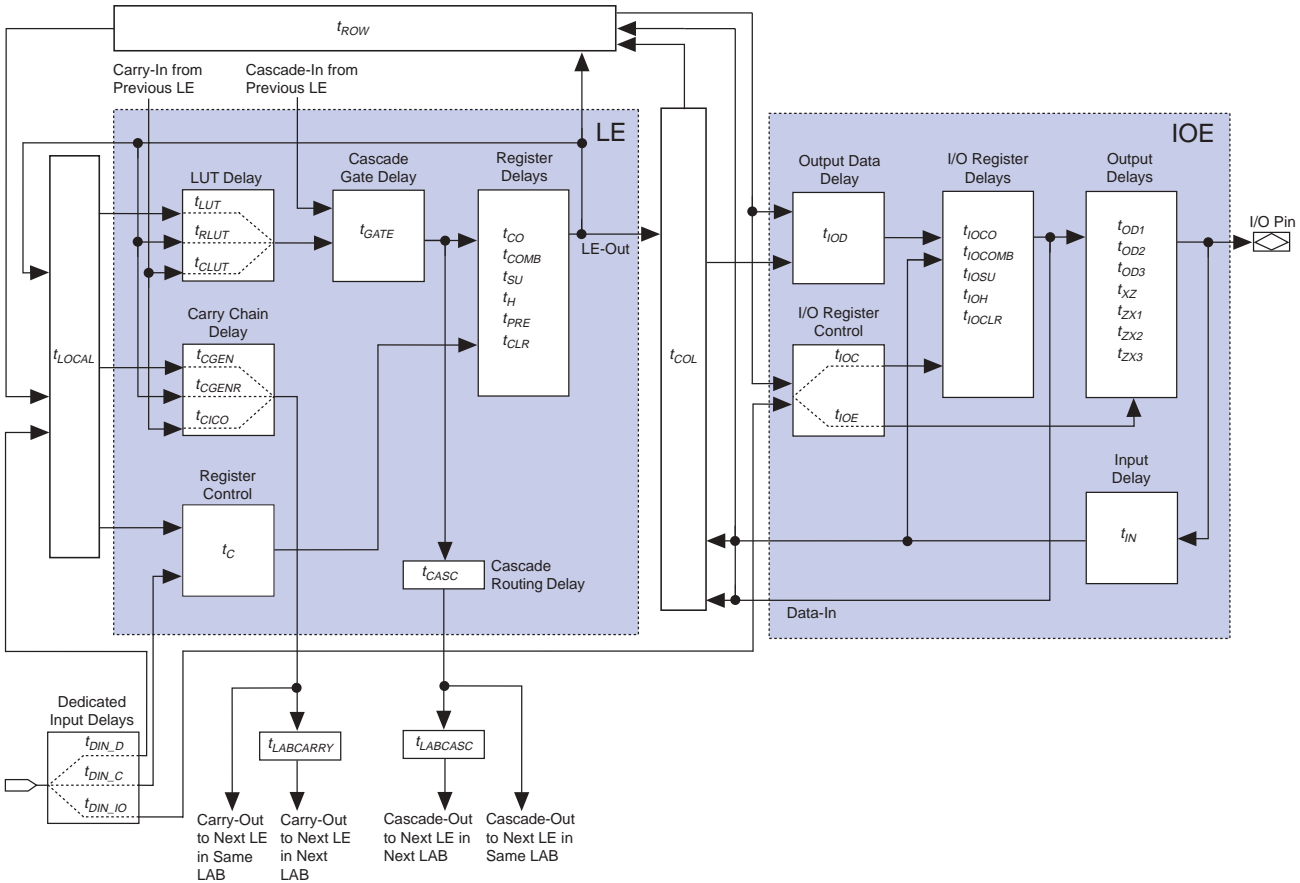 tROW
Carry-In from
Previous LE
Cascade-In from
Previous LE
LE
IOE
LUT Delay
Cascade
Gate Delay
Register
Delays
Output Data
Delay
I/O Register
Delays
Output
Delays
I/O Pin
tLUT
tRLUT
tCLUT
tGATE
tCO
tCOMB
tSU
tH
tPRE
tCLR
LE-Out
tIOD
tIOCO
tIOCOMB
tIOSU
tIOH
tIOCLR
tOD1
tOD2
tOD3
tXZ
tZX1
tZX2
tZX3
Carry Chain
Delay
tLOCAL
tCGEN
tCGENR
tCICO
tCOL
I/O Register
Control
tIOC
tIOE
Register
Control
tC
Input
Delay
tIN
tCASC
Cascade
Routing Delay
Data-In
Dedicated
Input Delays
tDIN_D
tDIN_C
tDIN_IO
tLABCARRY
tLABCASC
Carry-Out
to Next LE
in Same
LAB
Carry-Out
to Next LE
in Next
LAB
Cascade-Out
to Next LE in
Next LAB
Cascade-Out
to Next LE in
Same LAB